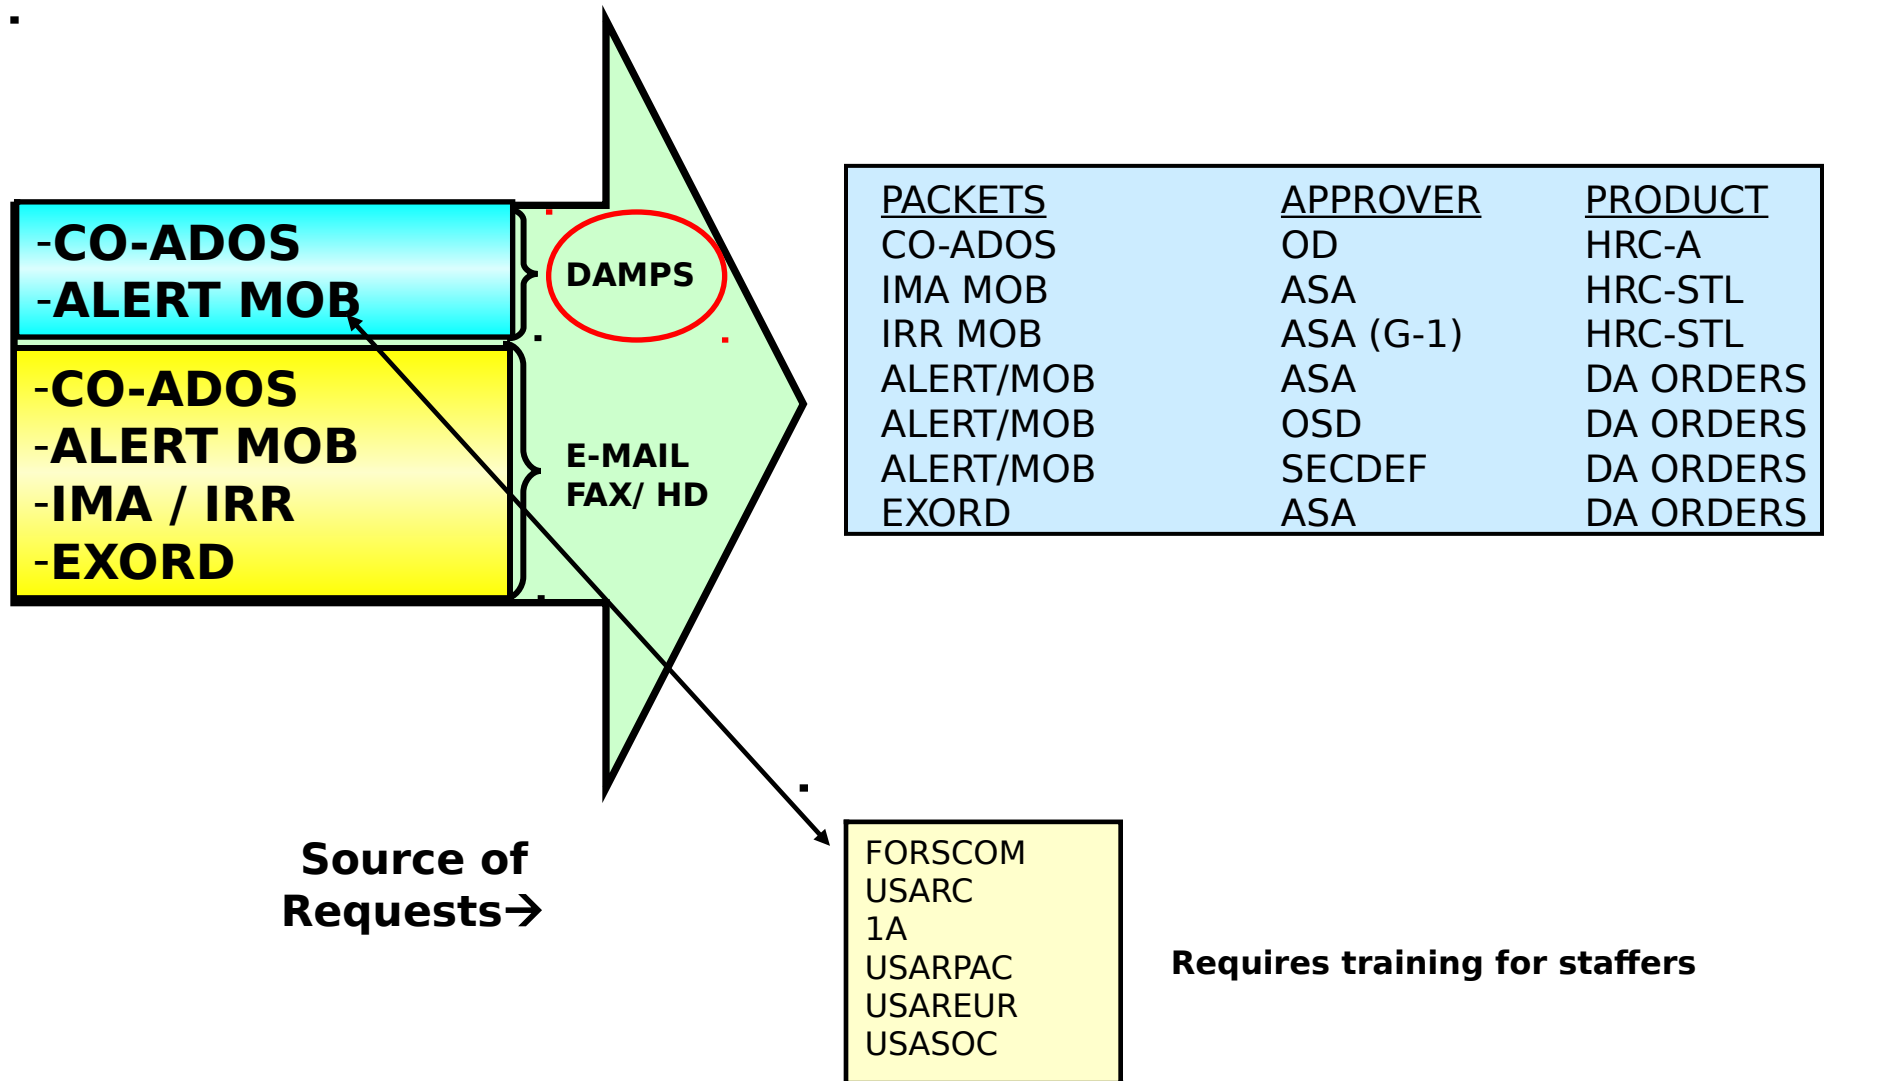 -CO-ADOS
-ALERT MOB
DAMPS
-CO-ADOS
-ALERT MOB
-IMA / IRR
-EXORD
E-MAIL
FAX/ HD
PACKETS APPROVER PRODUCT
CO-ADOS OD HRC-A
IMA MOB ASA HRC-STL
IRR MOB ASA (G-1) HRC-STL
ALERT/MOB ASA DA ORDERS
ALERT/MOB OSD DA ORDERS
ALERT/MOB SECDEF DA ORDERS
EXORD ASA DA ORDERS
Source of
Requests→
FORSCOM
USARC
1A
USARPAC
USAREUR
USASOC
Requires training for staffers